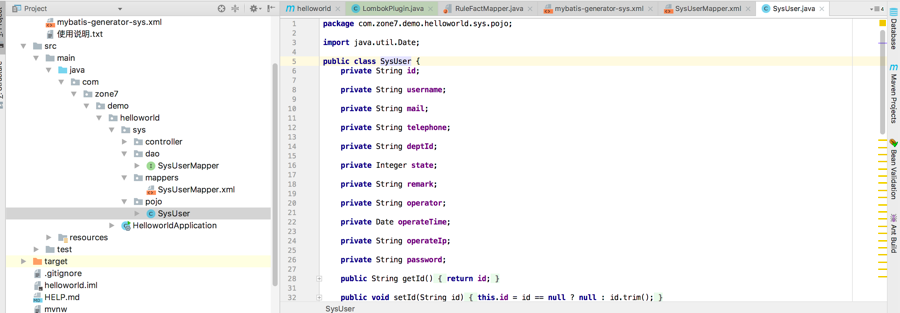 Project
mybatis-generator-sys.xml
使用说明.txt
src
main
java
com
zone7
demo
helloworld
sys
controller
dao
SysUserMapper
mappers
SysUserMapper.xml
pojo
SysUser
HelloworldApplication
resources
test
target
.gitignore
helloworld.iml
HELP.md
mvnw
helloworld
LombokPlugin.java
RuleFactMapper.java
mybatis-generator-sys.xml
SysUserMapper.xml
SysUser.java
4
1 package com.zone7.demo.helloworld.sys.pojo;
2
3 import java.util.Date;
4
5 public class SysUser {
6 private String id;
7
8 private String username;
9
10 private String mail;
11
12 private String telephone;
13
14 private String deptId;
15
16 private Integer state;
17
18 private String remark;
19
20 private String operator;
21
22 private Date operateTime;
23
24 private String operateIp;
25
26 private String password;
27
28 public String getId() { return id; }
31
32 public void setId(String id) { this.id = id == null ? null : id.trim(); }
SysUser
Database
Maven Projects
Bean Validation
Ant Build